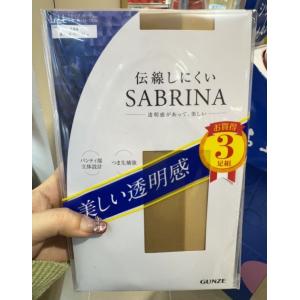 伝線しにくい
SABRINA
透明感があって、美しい
お買得
3
足組
パンティ部
立体設計
つま先補強
美しい透明感
GUNZE